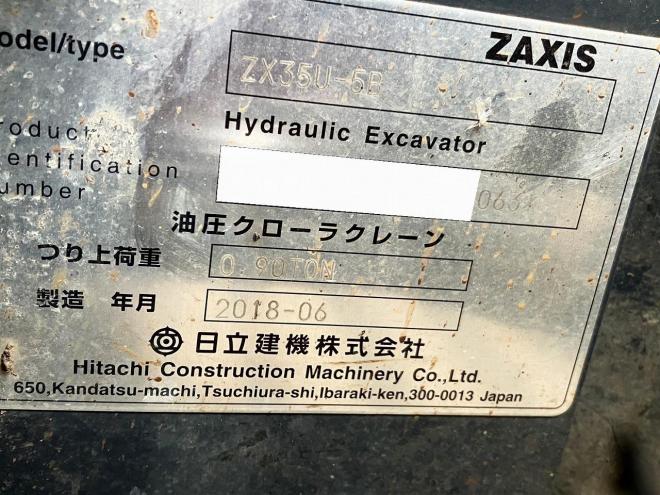 odel/type
ZAXIS
ZX35U-5B
Hydraulic Excavator
roduct
entification
umber
063
油圧クローラクレーン
つり上荷重
0.90TON
製造 年月
2018-06
日立建機株式会社
Hitachi Construction Machinery Co.,Ltd.
650,Kandatsu-machi,Tsuchiura-shi,Ibaraki-ken,300-0013 Japan